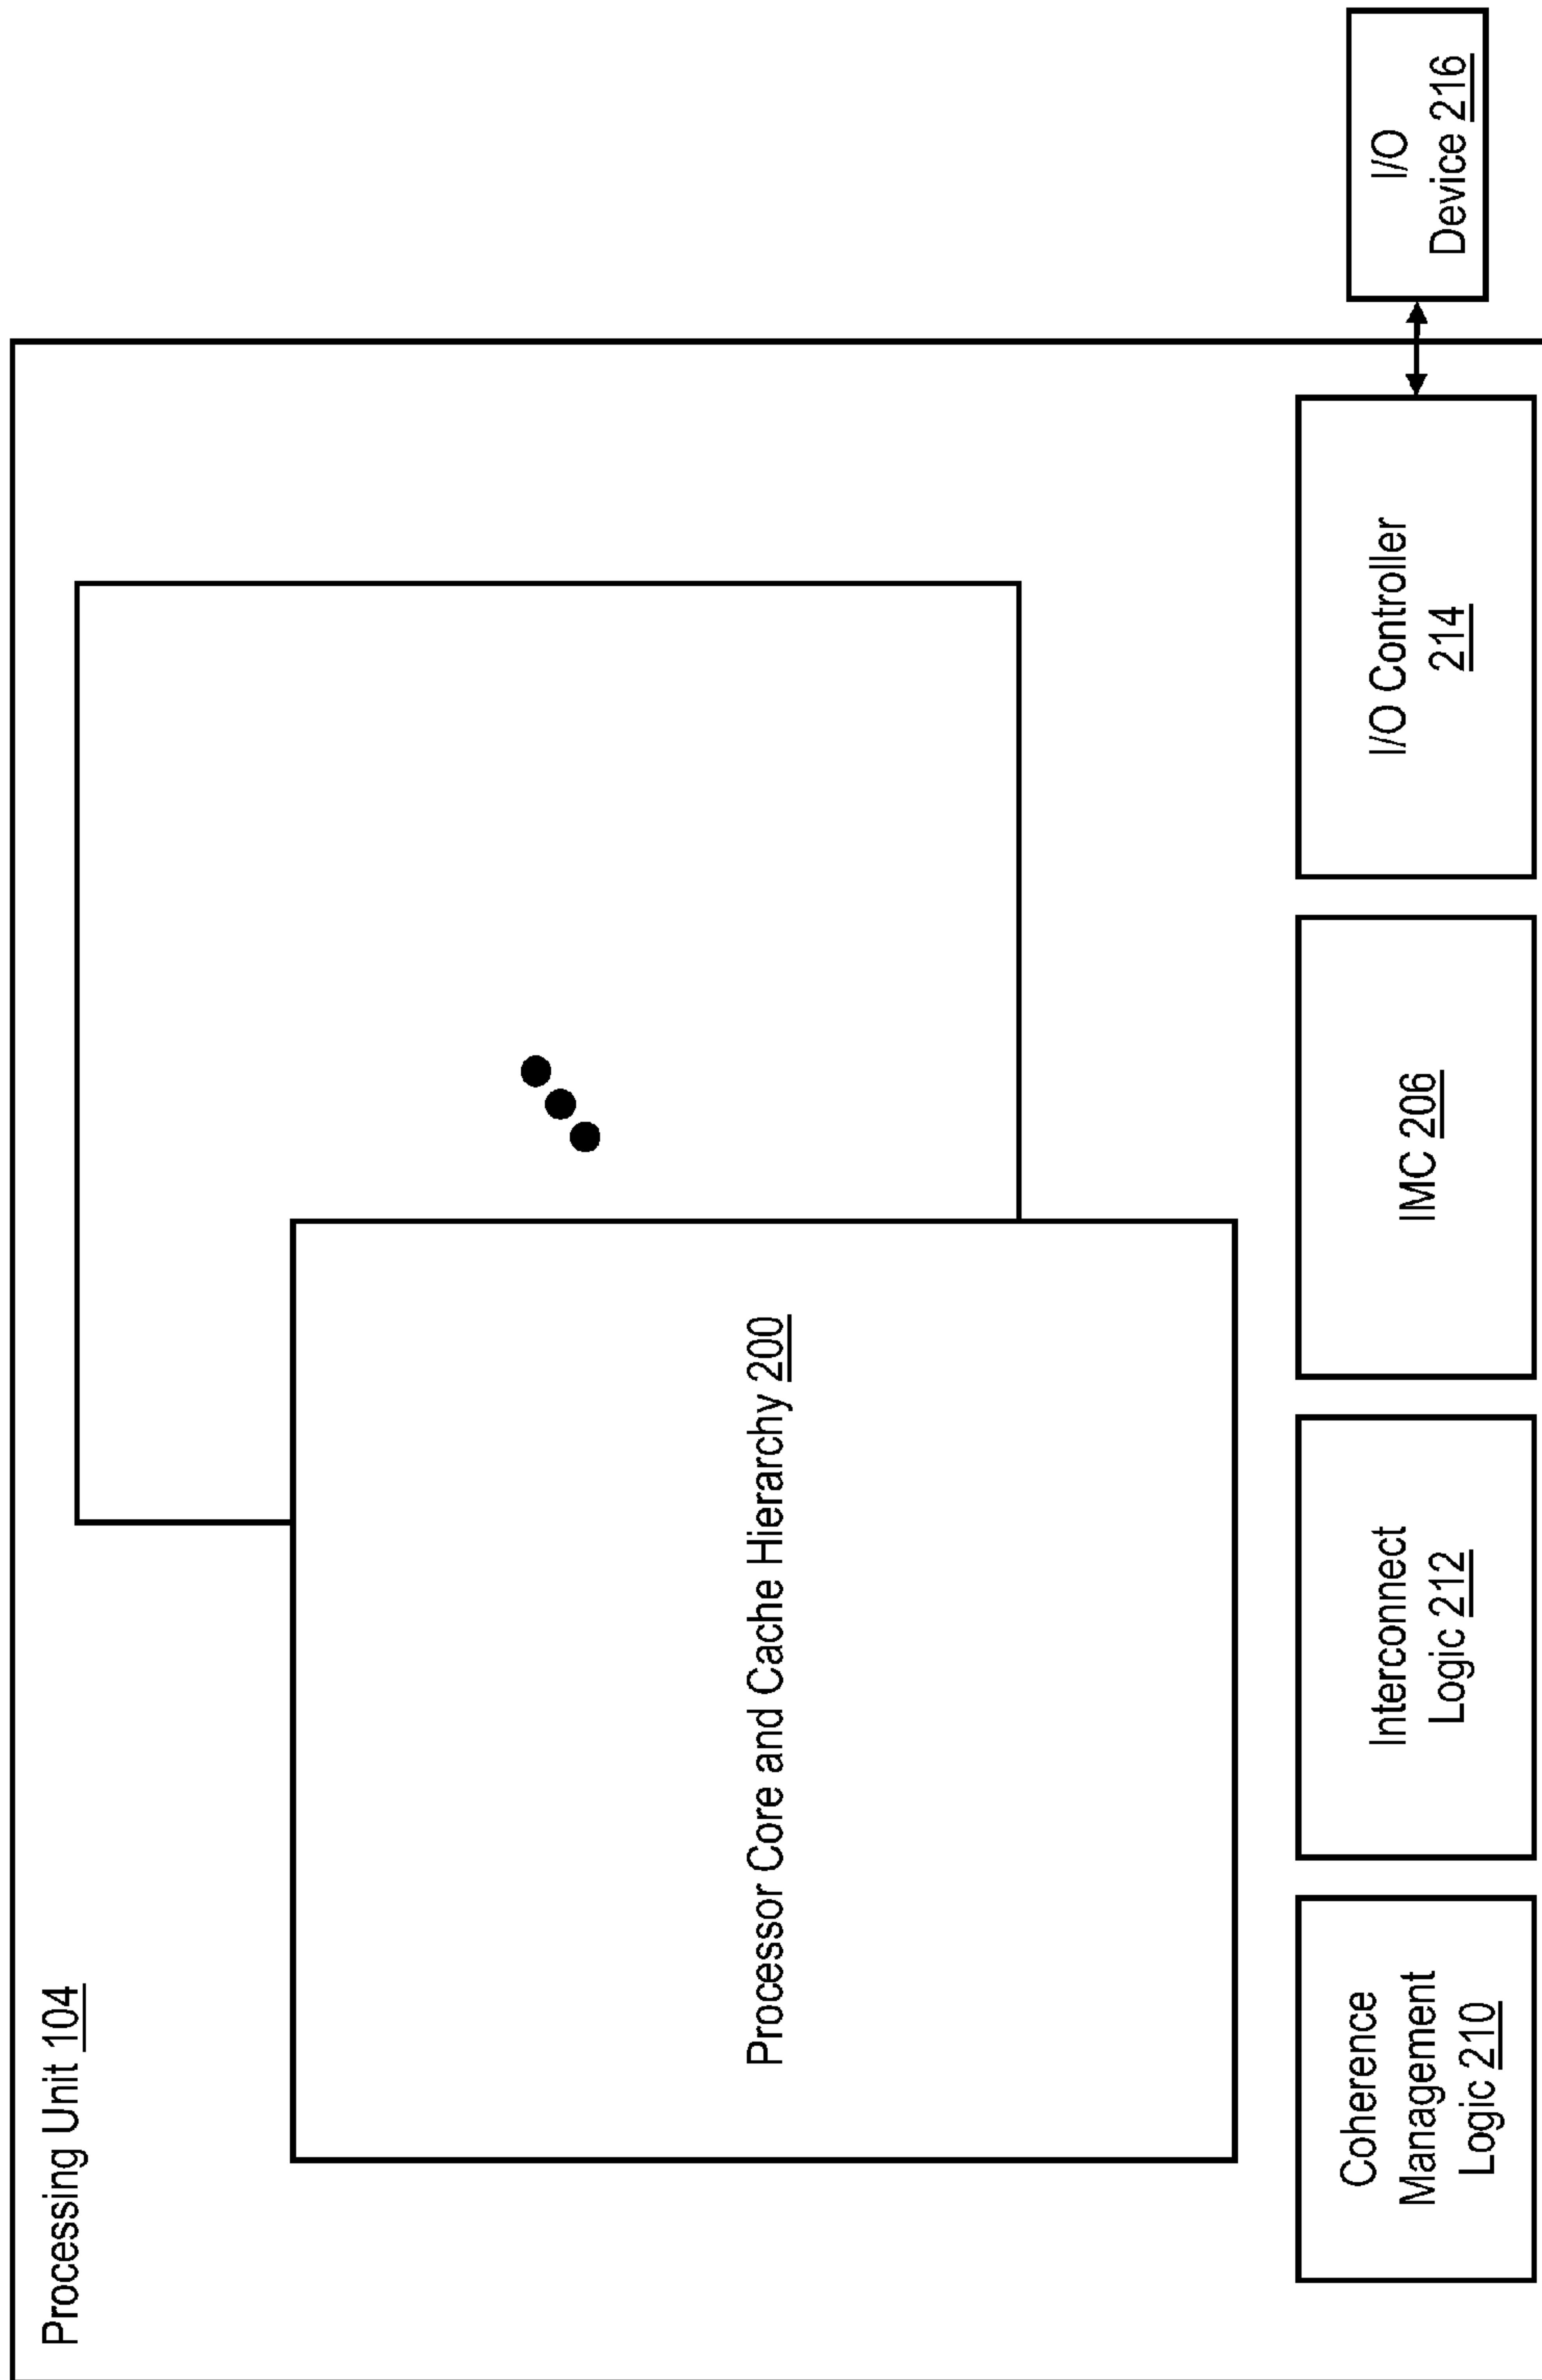 Processing Unit 104
Processor Core and Cache Hierarchy 200
Coherence
Management
Logic 210
Interconnect
Logic 212
IMC 206
I/O Controller
214
I/O
Device 216